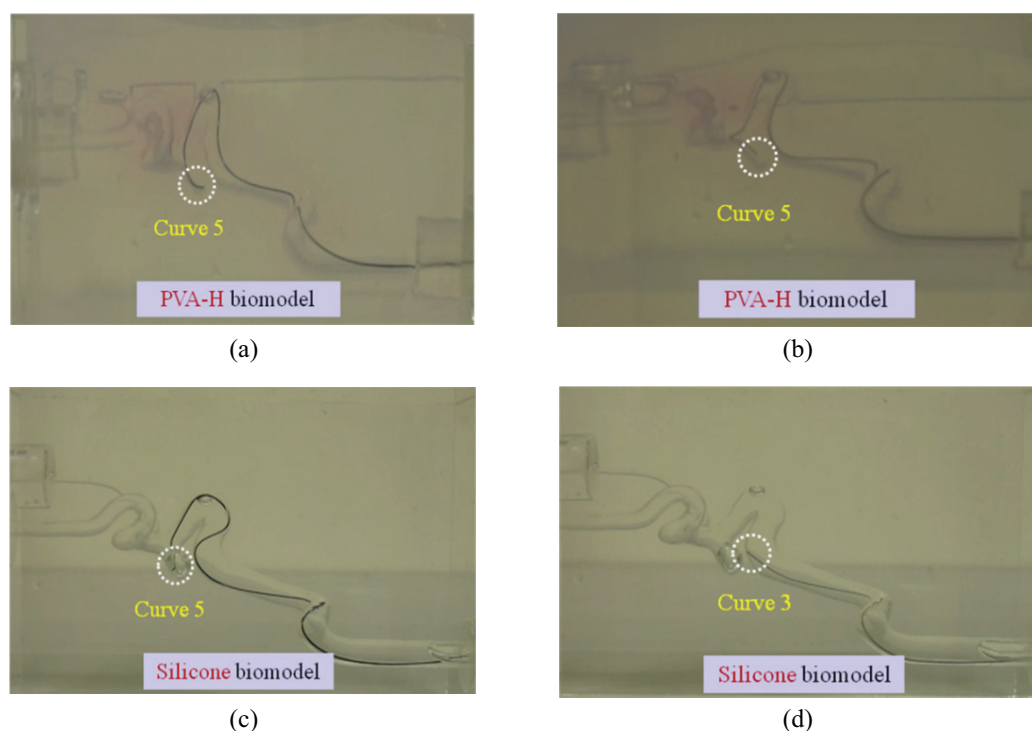 Curve 5
PVA-H biomodel
(a)
Curve 5
PVA-H biomodel
(b)
Curve 5
Silicone biomodel
(c)
Curve 3
Silicone biomodel
(d)